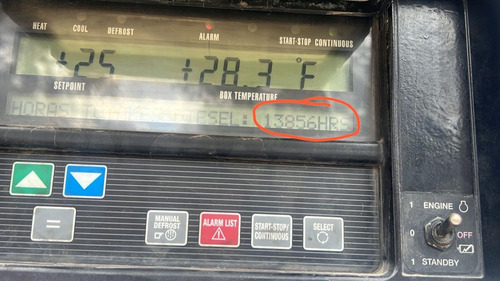 HEAT COOL DEFROST ALARM START-STOP CONTINUOUS
+25 +28.3 °F
SETPOINT BOX TEMPERATURE
HORAS DIESEL: 13856HRS
MANUAL DEFROST
ALARM LIST
START-STOP/ CONTINUOUS
SELECT
=
1 ENGINE
0 OFF
1 STANDBY